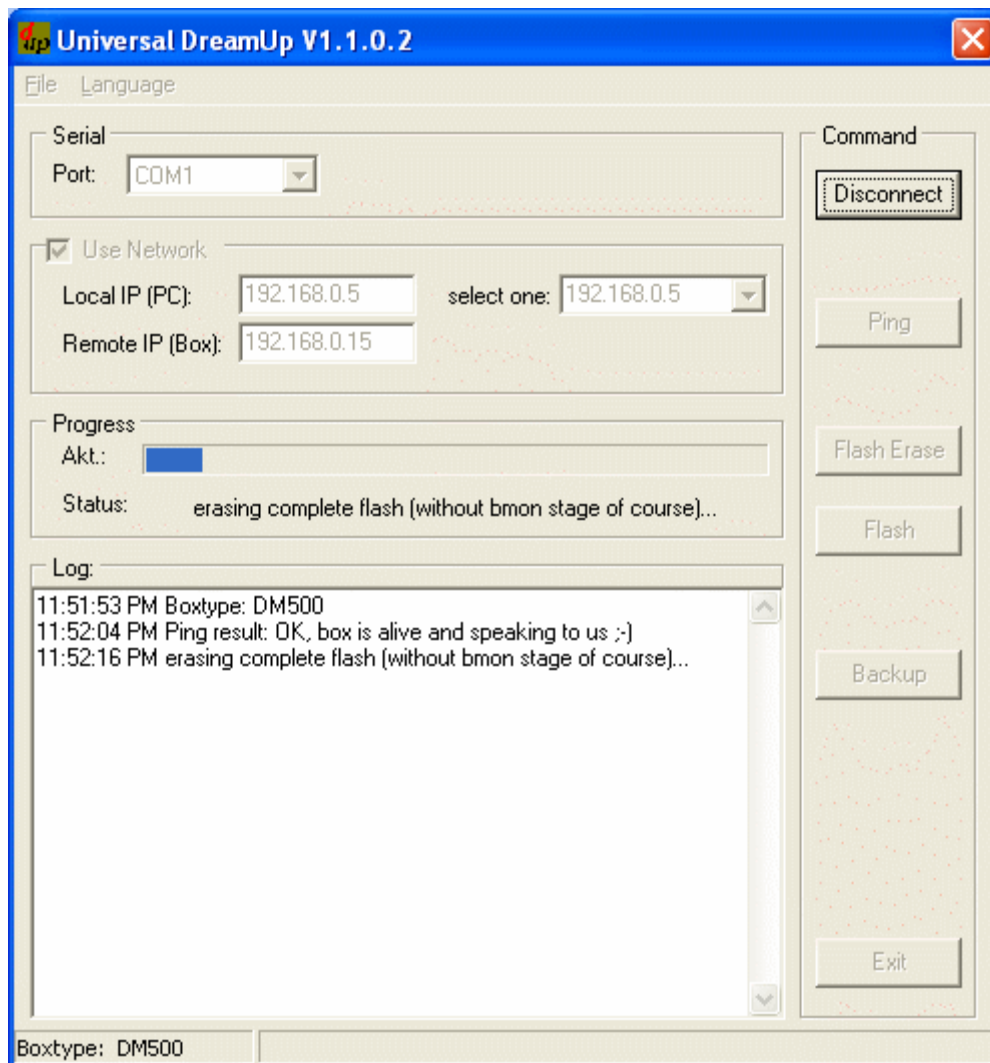 dup Universal DreamUp V1.1.0.2
File Language
Serial
Port: COM1
Use Network
Local IP (PC): 192.168.0.5 select one: 192.168.0.5
Remote IP (Box): 192.168.0.15
Progress
Akt.:
Status: erasing complete flash (without bmon stage of course)...
Log:
11:51:53 PM Boxtype: DM500
11:52:04 PM Ping result: OK, box is alive and speaking to us ;-)
11:52:16 PM erasing complete flash (without bmon stage of course)...
Command
Disconnect
Ping
Flash Erase
Flash
Backup
Exit
Boxtype: DM500